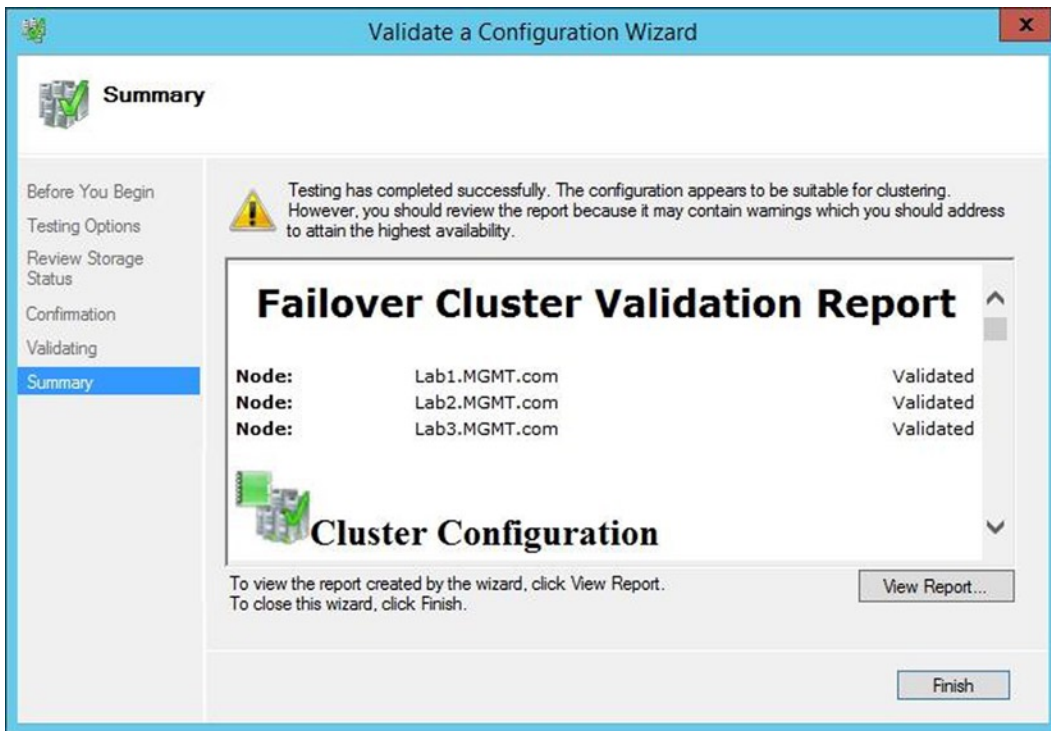 Validate a Configuration Wizard
x
Summary
Before You Begin
Testing Options
Review Storage
Status
Confirmation
Validating
Summary
Testing has completed successfully. The configuration appears to be suitable for clustering.
However, you should review the report because it may contain warnings which you should address
to attain the highest availability.
Failover Cluster Validation Report
Node: Lab1.MGMT.com Validated
Node: Lab2.MGMT.com Validated
Node: Lab3.MGMT.com Validated
Cluster Configuration
To view the report created by the wizard, click View Report.
To close this wizard, click Finish.
View Report...
Finish